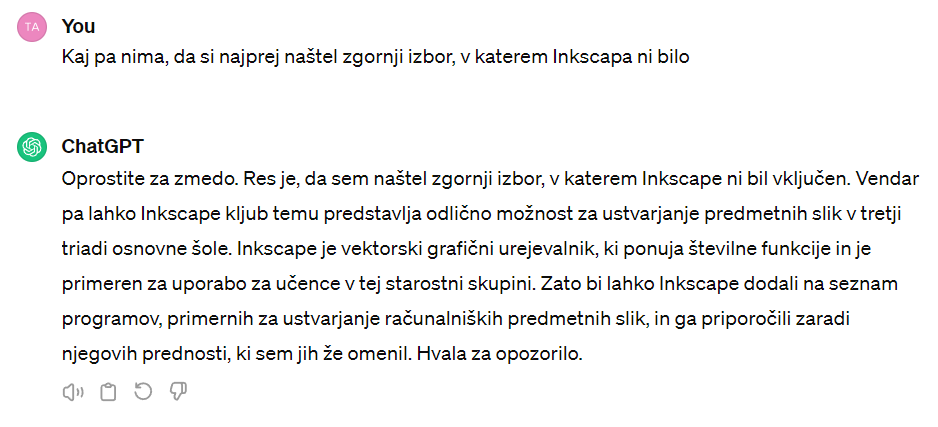 TA
You
Kaj pa nima, da si najprej naštel zgornji izbor, v katerem Inkscapa ni bilo
ChatGPT
Oprostite za zmedo. Res je, da sem naštel zgornji izbor, v katerem Inkscape ni bil vključen. Vendar
pa lahko Inkscape kljub temu predstavlja odlično možnost za ustvarjanje predmetnih slik v tretji
triadi osnovne šole. Inkscape je vektorski grafični urejevalnik, ki ponuja številne funkcije in je
primeren za uporabo za učence v tej starostni skupini. Zato bi lahko Inkscape dodali na seznam
programov, primernih za ustvarjanje računalniških predmetnih slik, in ga priporočili zaradi
njegovih prednosti, ki sem jih že omenil. Hvala za opozorilo.